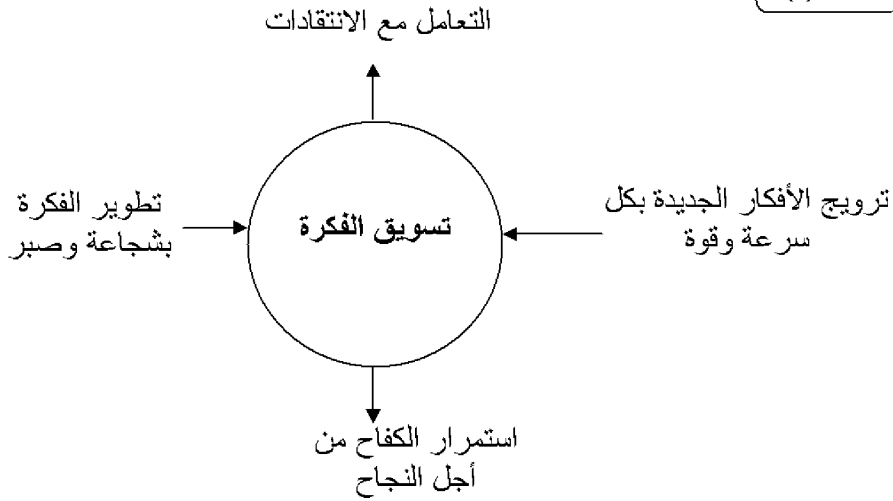 التعامل مع الانتقادات
ترويج الأفكار الجديدة بكل
سرعة وقوة
تسويق الفكرة
تطوير الفكرة
بشجاعة وصبر
استمرار الكفاح من
أجل النجاح